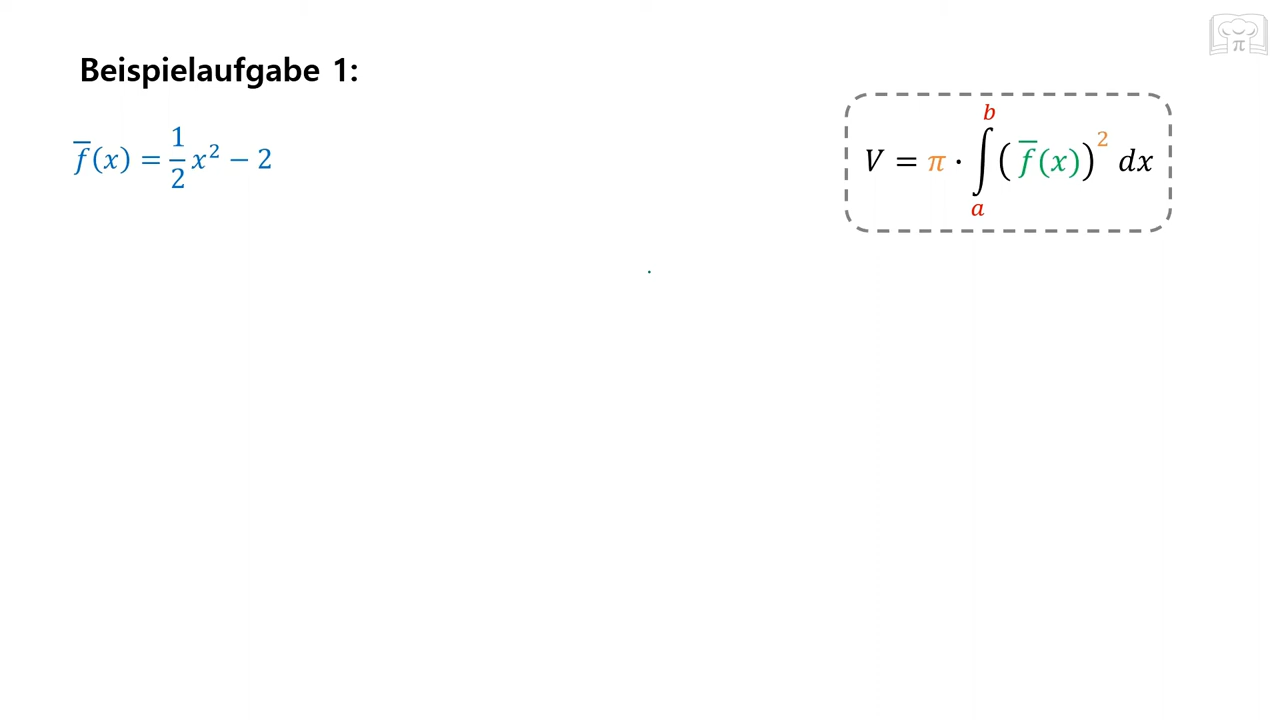 Beispielaufgabe 1:
f̅(x) = 1/2 x² − 2
V = π · ∫ₐᵇ (f̅(x))² dx
π